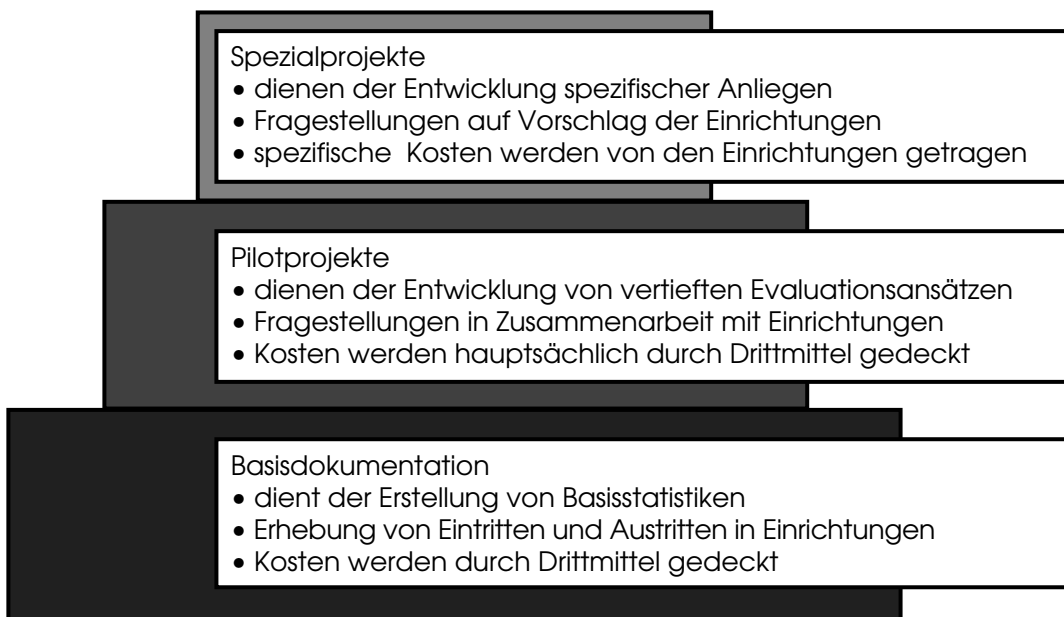 Spezialprojekte
• dienen der Entwicklung spezifischer Anliegen
• Fragestellungen auf Vorschlag der Einrichtungen
• spezifische  Kosten werden von den Einrichtungen getragen
Pilotprojekte
• dienen der Entwicklung von vertieften Evaluationsansätzen
• Fragestellungen in Zusammenarbeit mit Einrichtungen
• Kosten werden hauptsächlich durch Drittmittel gedeckt
Basisdokumentation
• dient der Erstellung von Basisstatistiken
• Erhebung von Eintritten und Austritten in Einrichtungen
• Kosten werden durch Drittmittel gedeckt